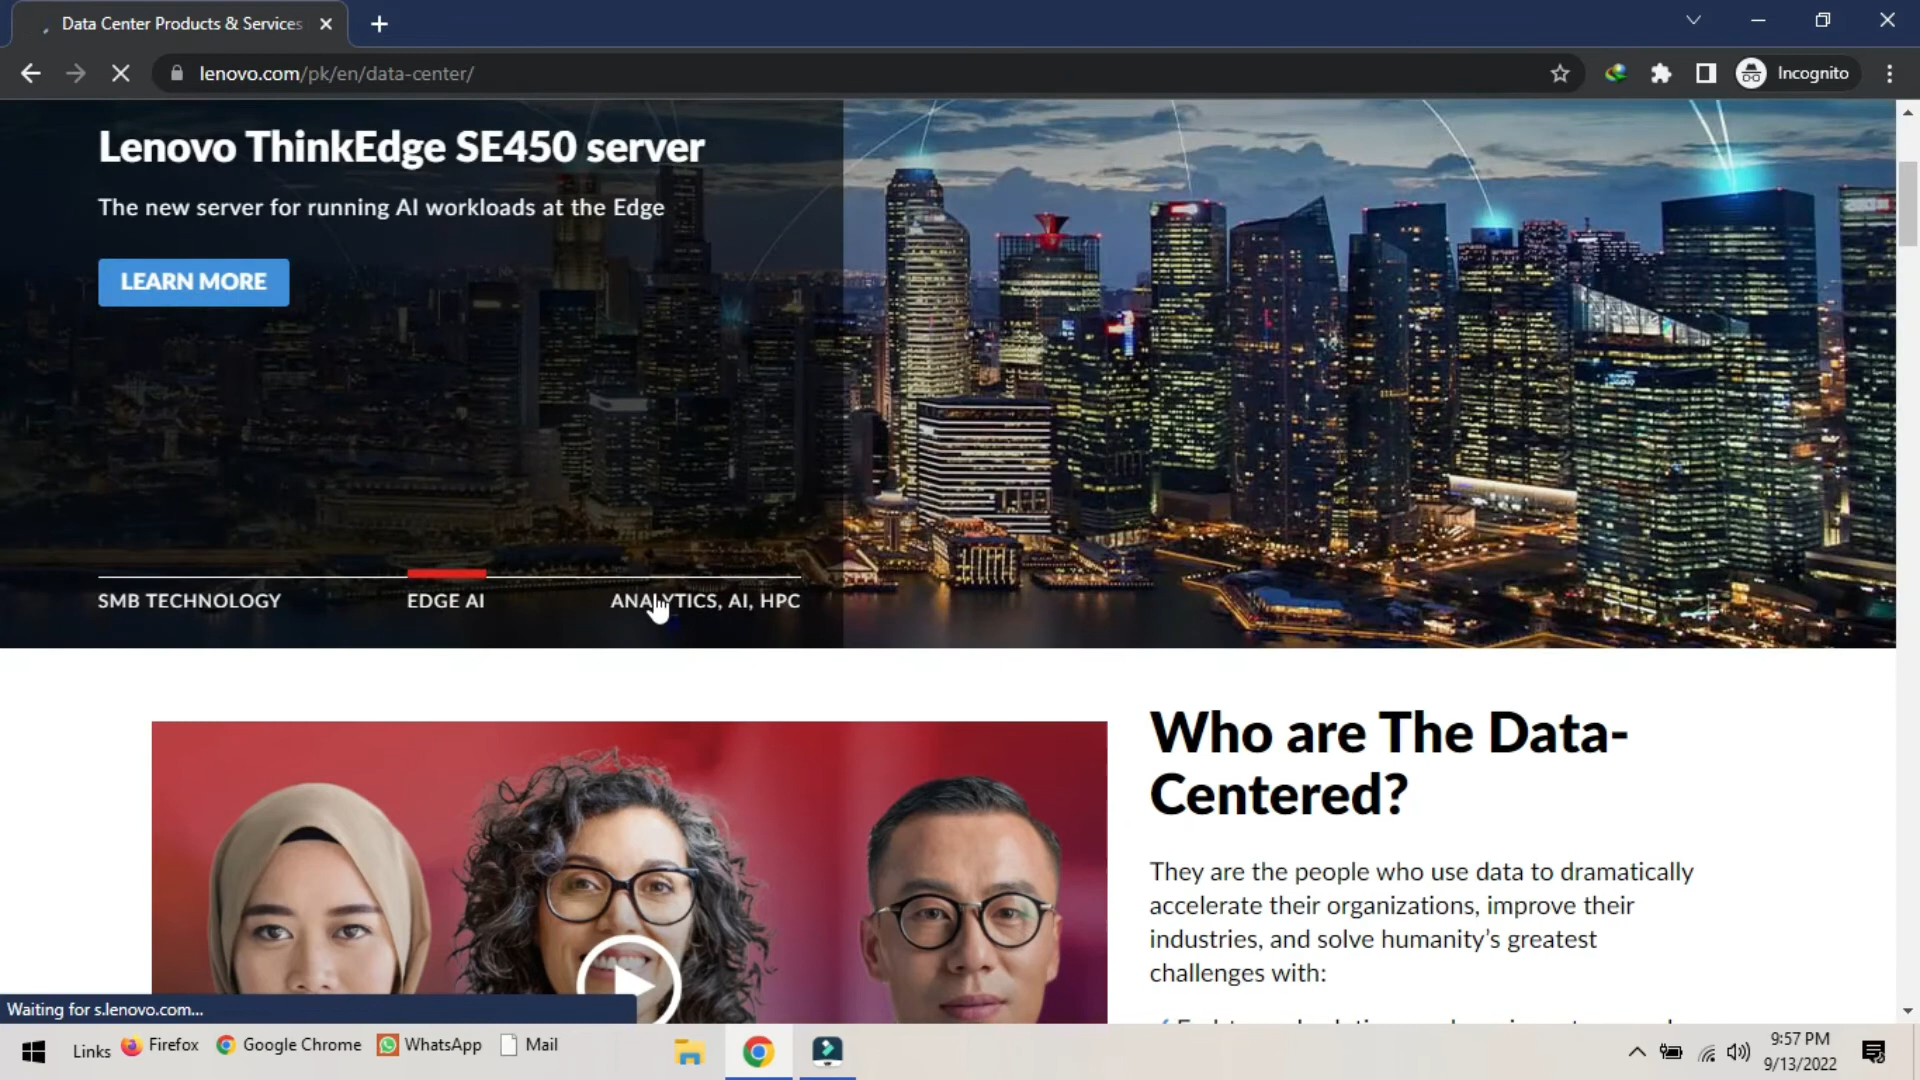 Data Center Products & Services
lenovo.com/pk/en/data-center/
Incognito
Lenovo ThinkEdge SE450 server
The new server for running AI workloads at the Edge
LEARN MORE
SMB TECHNOLOGY
EDGE AI
ANALYTICS, AI, HPC
Who are The Data-
Centered?
They are the people who use data to dramatically
accelerate their organizations, improve their
industries, and solve humanity's greatest
challenges with:
Waiting for s.lenovo.com...
Links
Firefox
Google Chrome
WhatsApp
Mail
9:57 PM
9/13/2022